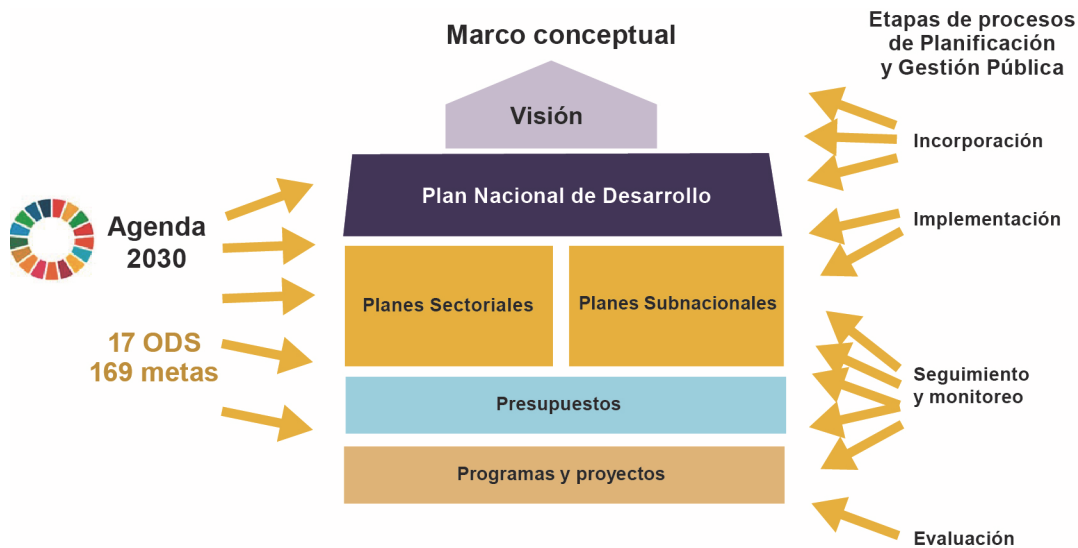 Marco conceptual
Visión
Plan Nacional de Desarrollo
Planes Sectoriales
Planes Subnacionales
Presupuestos
Programas y proyectos
Agenda
2030
17 ODS
169 metas
Etapas de procesos
de Planificación
y Gestión Pública
Incorporación
Implementación
Seguimiento
y monitoreo
Evaluación